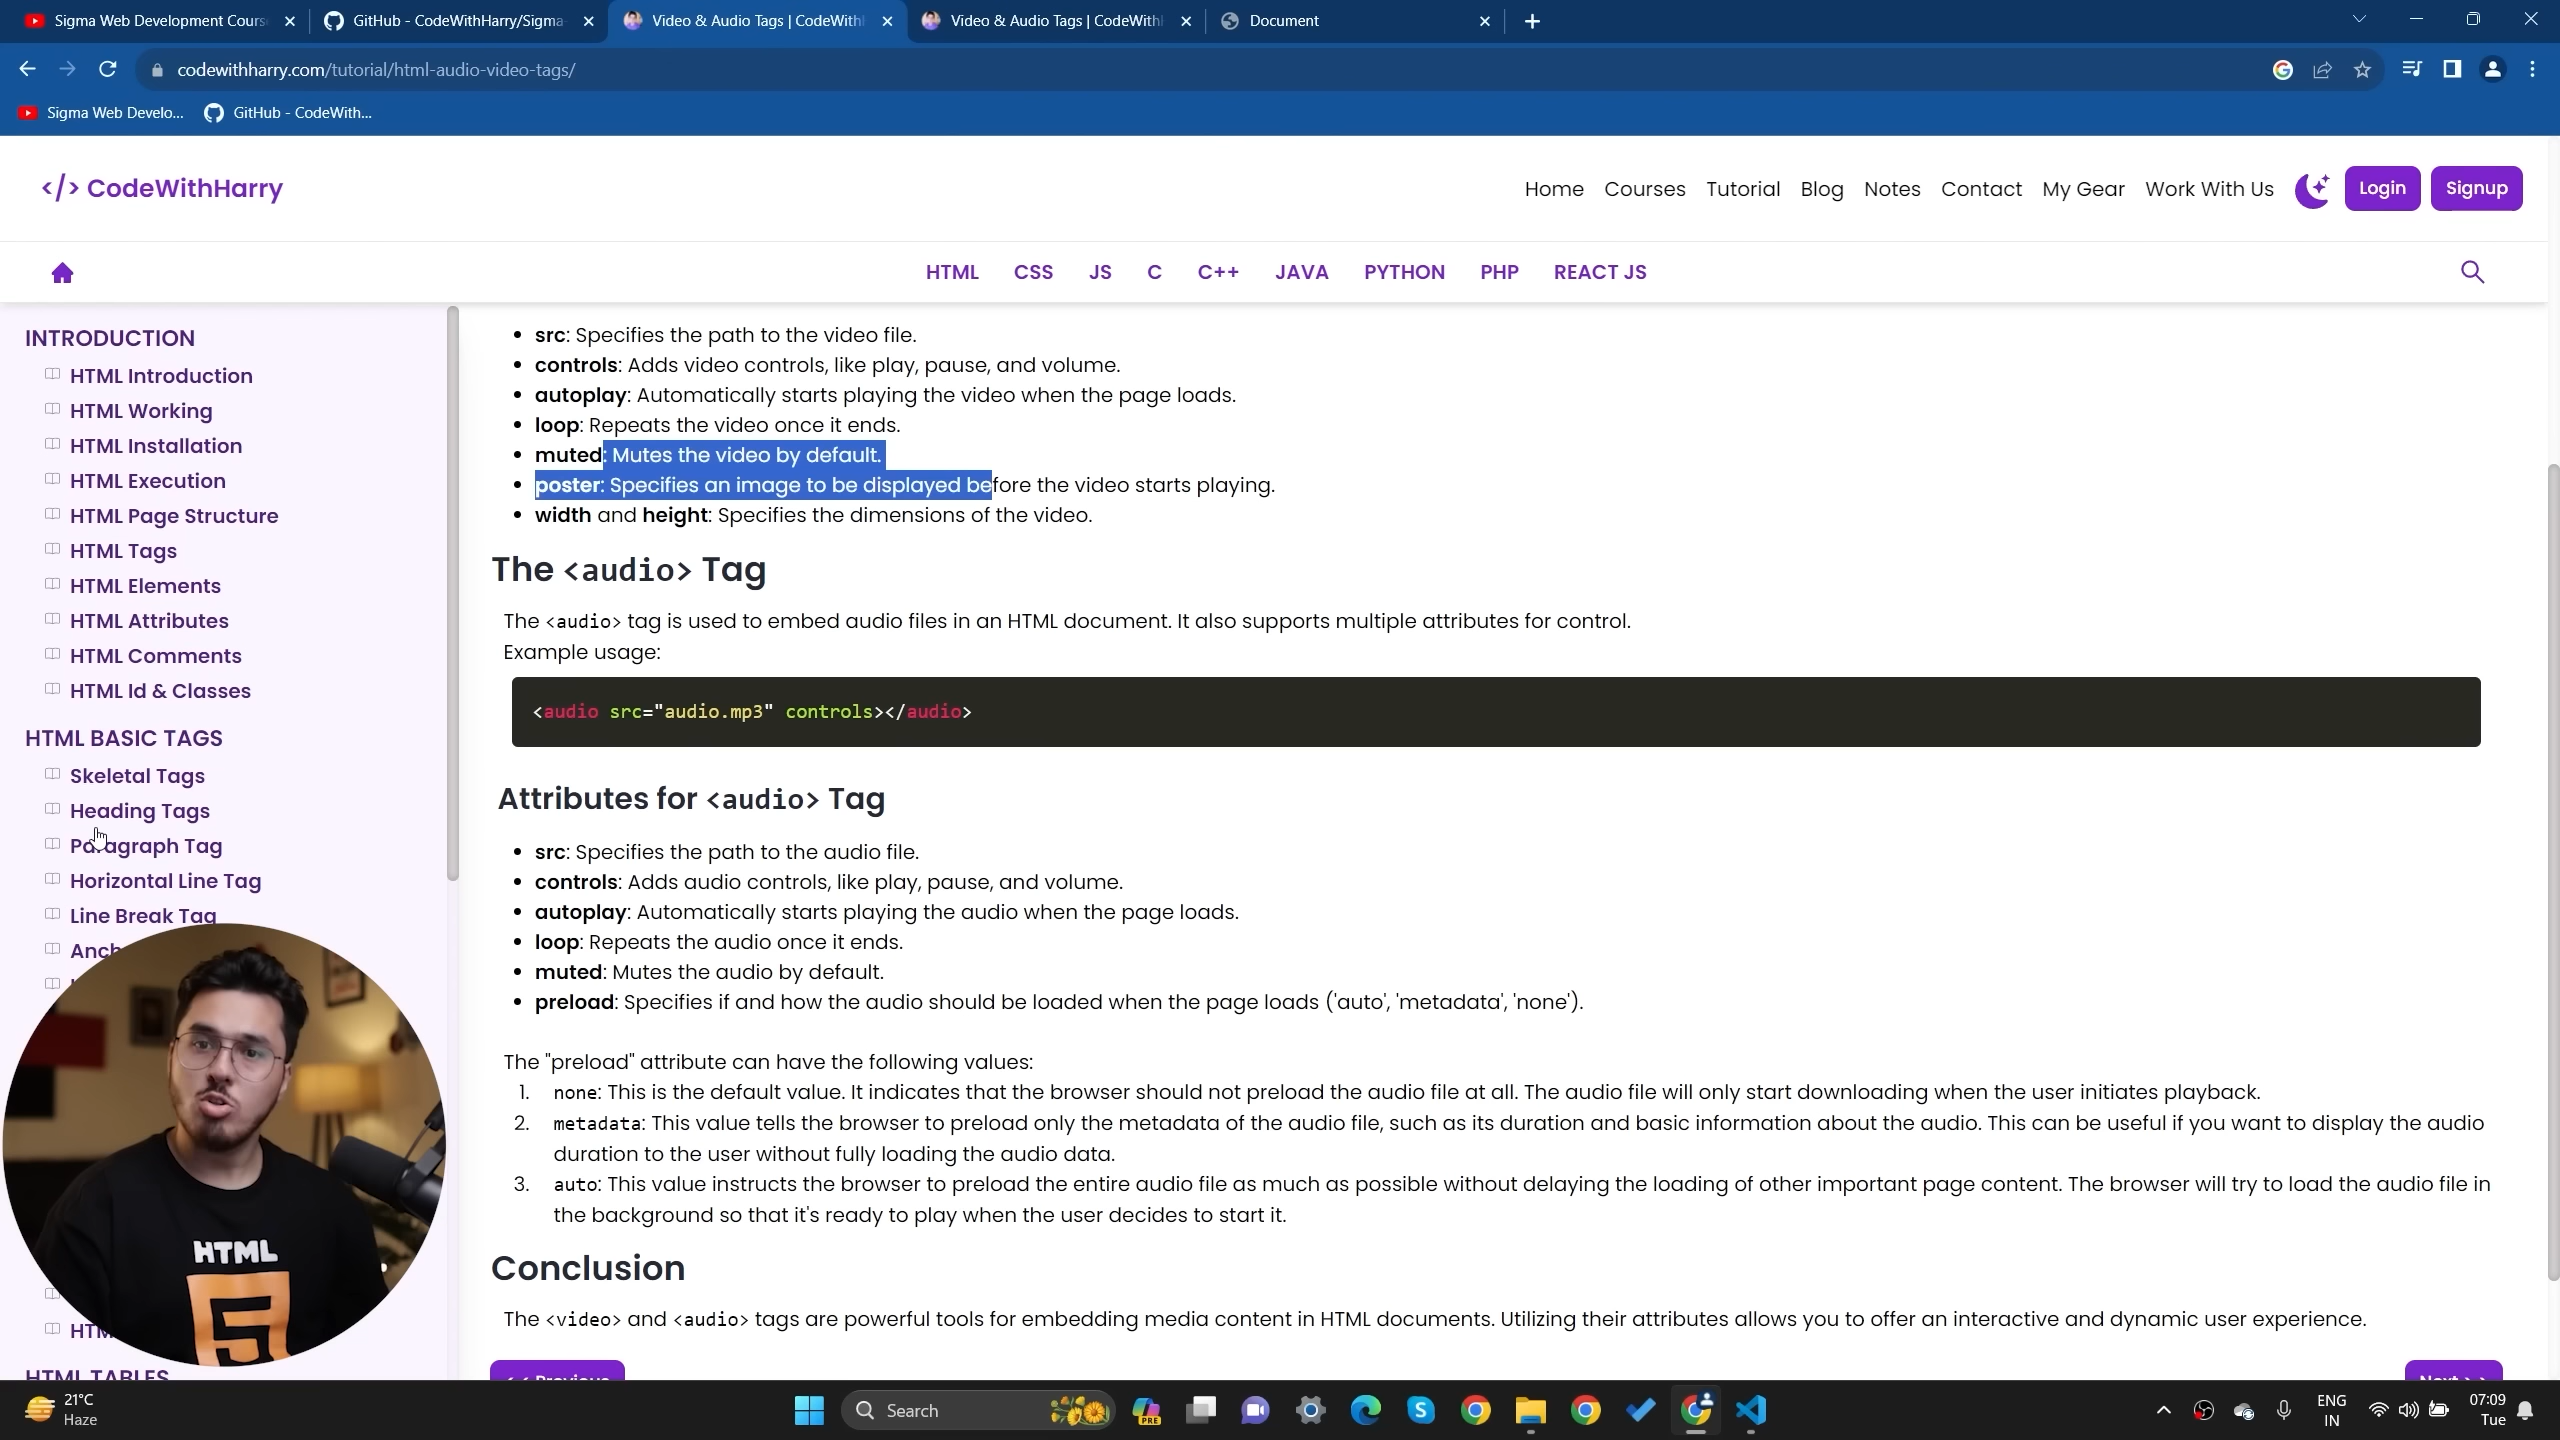 Sigma Web Development Cours
GitHub - CodeWithHarry/Sigma-
Video & Audio Tags | CodeWithH
Video & Audio Tags | CodeWithH
Document
codewithharry.com/tutorial/html-audio-video-tags/
Sigma Web Develo...
GitHub - CodeWith...
</> CodeWithHarry
Home Courses Tutorial Blog Notes Contact My Gear Work With Us Login Signup
HTML CSS JS C C++ JAVA PYTHON PHP REACT JS
INTRODUCTION
HTML Introduction
HTML Working
HTML Installation
HTML Execution
HTML Page Structure
HTML Tags
HTML Elements
HTML Attributes
HTML Comments
HTML Id & Classes
HTML BASIC TAGS
Skeletal Tags
Heading Tags
Paragraph Tag
Horizontal Line Tag
Line Break Tag
Anch
HTM
HTML TABLES
src: Specifies the path to the video file.
controls: Adds video controls, like play, pause, and volume.
autoplay: Automatically starts playing the video when the page loads.
loop: Repeats the video once it ends.
muted: Mutes the video by default.
poster: Specifies an image to be displayed before the video starts playing.
width and height: Specifies the dimensions of the video.
The <audio> Tag
The <audio> tag is used to embed audio files in an HTML document. It also supports multiple attributes for control.
Example usage:
<audio src="audio.mp3" controls></audio>
Attributes for <audio> Tag
src: Specifies the path to the audio file.
controls: Adds audio controls, like play, pause, and volume.
autoplay: Automatically starts playing the audio when the page loads.
loop: Repeats the audio once it ends.
muted: Mutes the audio by default.
preload: Specifies if and how the audio should be loaded when the page loads ('auto', 'metadata', 'none').
The "preload" attribute can have the following values:
1. none: This is the default value. It indicates that the browser should not preload the audio file at all. The audio file will only start downloading when the user initiates playback.
2. metadata: This value tells the browser to preload only the metadata of the audio file, such as its duration and basic information about the audio. This can be useful if you want to display the audio
duration to the user without fully loading the audio data.
3. auto: This value instructs the browser to preload the entire audio file as much as possible without delaying the loading of other important page content. The browser will try to load the audio file in
the background so that it's ready to play when the user decides to start it.
Conclusion
The <video> and <audio> tags are powerful tools for embedding media content in HTML documents. Utilizing their attributes allows you to offer an interactive and dynamic user experience.
<< Previous
Next >>
HTML
5
21°C
Haze
Search
PRE
ENG
IN
07:09
Tue